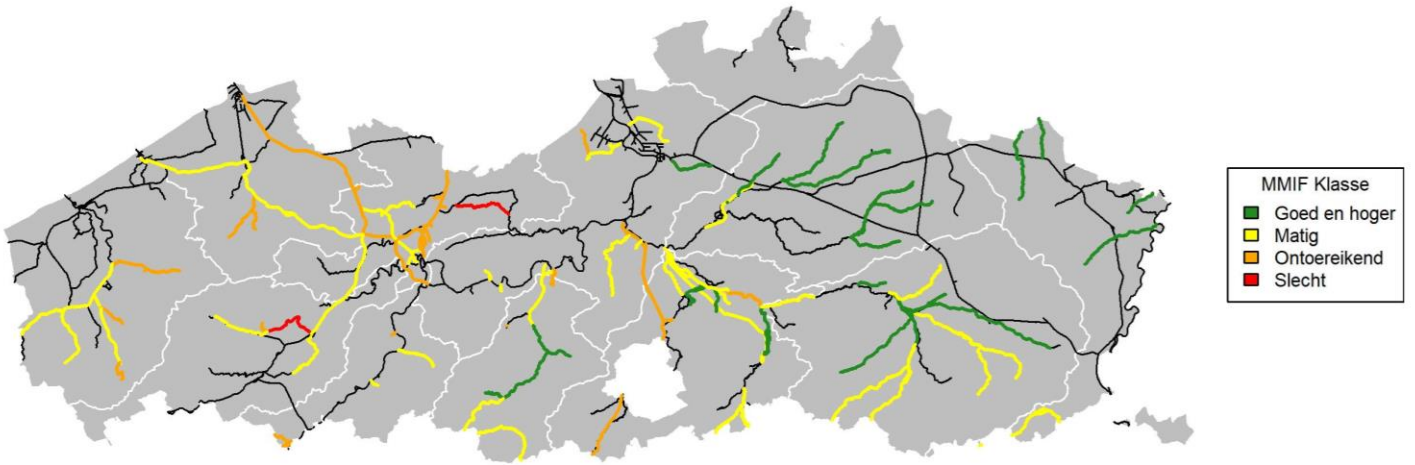 MMIF Klasse
Goed en hoger
Matig
Ontoereikend
Slecht